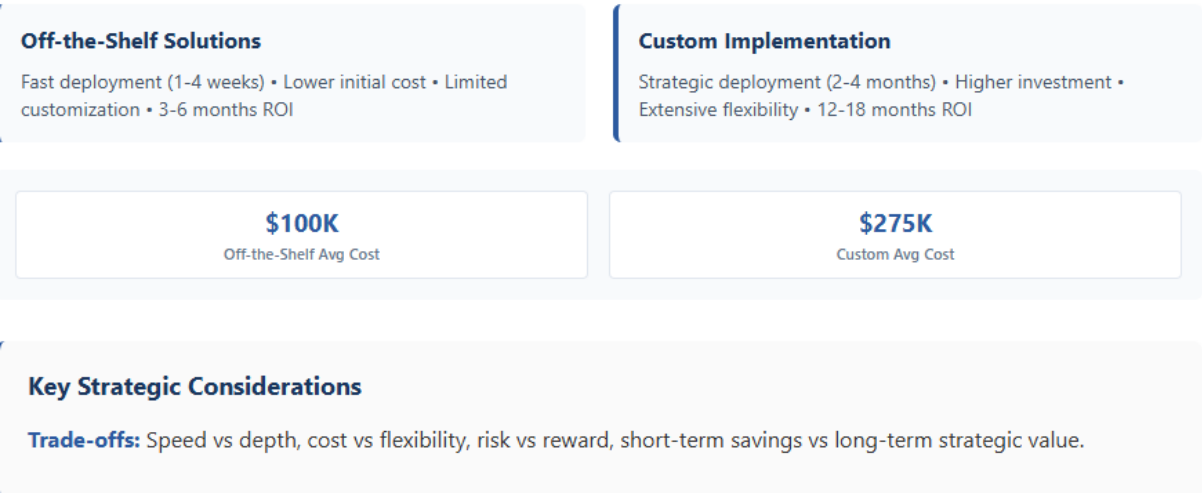 Off-the-Shelf Solutions
Fast deployment (1-4 weeks) • Lower initial cost • Limited
customization • 3-6 months ROI
Custom Implementation
Strategic deployment (2-4 months) • Higher investment •
Extensive flexibility • 12-18 months ROI
$100K
Off-the-Shelf Avg Cost
$275K
Custom Avg Cost
Key Strategic Considerations
Trade-offs: Speed vs depth, cost vs flexibility, risk vs reward, short-term savings vs long-term strategic value.